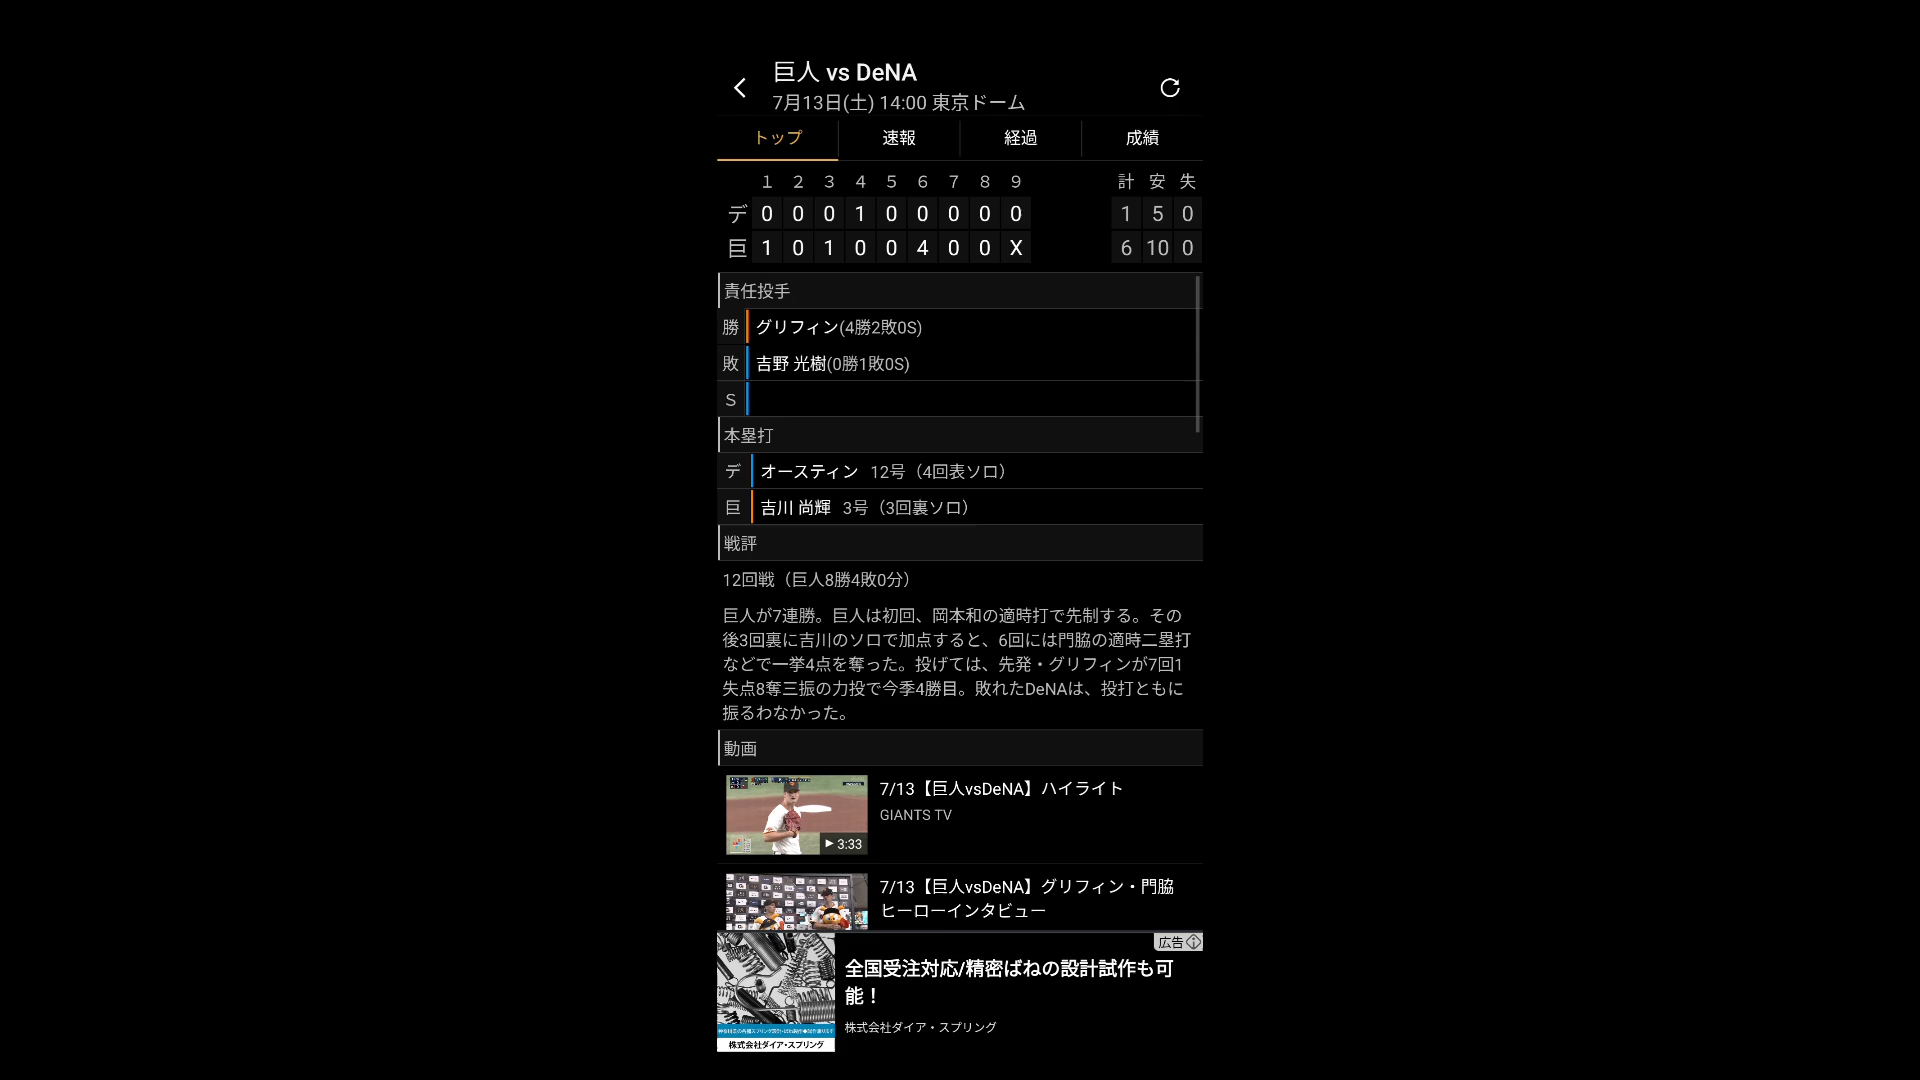 巨人 vs DeNA
7月13日(土) 14:00 東京ドーム
トップ 速報 経過 成績
1 2 3 4 5 6 7 8 9 計 安 失
デ 0 0 0 1 0 0 0 0 0 1 5 0
巨 1 0 1 0 0 4 0 0 X 6 10 0
責任投手
勝 グリフィン(4勝2敗0S)
敗 吉野 光樹(0勝1敗0S)
S
本塁打
デ オースティン 12号（4回表ソロ）
巨 吉川 尚輝 3号（3回裏ソロ）
戦評
12回戦（巨人8勝4敗0分）
巨人が7連勝。巨人は初回、岡本和の適時打で先制する。その
後3回裏に吉川のソロで加点すると、6回には門脇の適時二塁打
などで一挙4点を奪った。投げては、先発・グリフィンが7回1
失点8奪三振の力投で今季4勝目。敗れたDeNAは、投打ともに
振るわなかった。
動画
7/13【巨人vsDeNA】ハイライト
GIANTS TV
3:33
7/13【巨人vsDeNA】グリフィン・門脇
ヒーローインタビュー
広告
全国受注対応/精密ばねの設計試作も可
能！
株式会社ダイア・スプリング
株式会社ダイア・スプリング